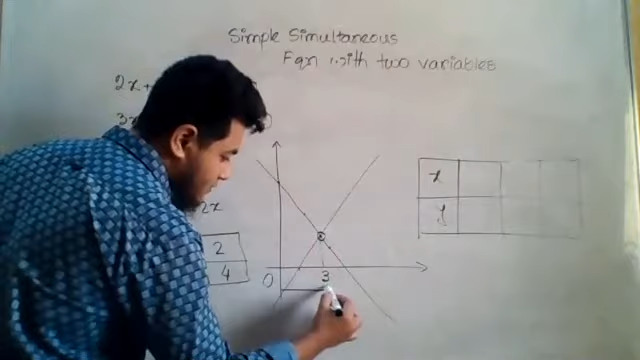 Simple Simultaneous
Eqn with two variables
2x+
3x
2x
2
4
0
3
x
y